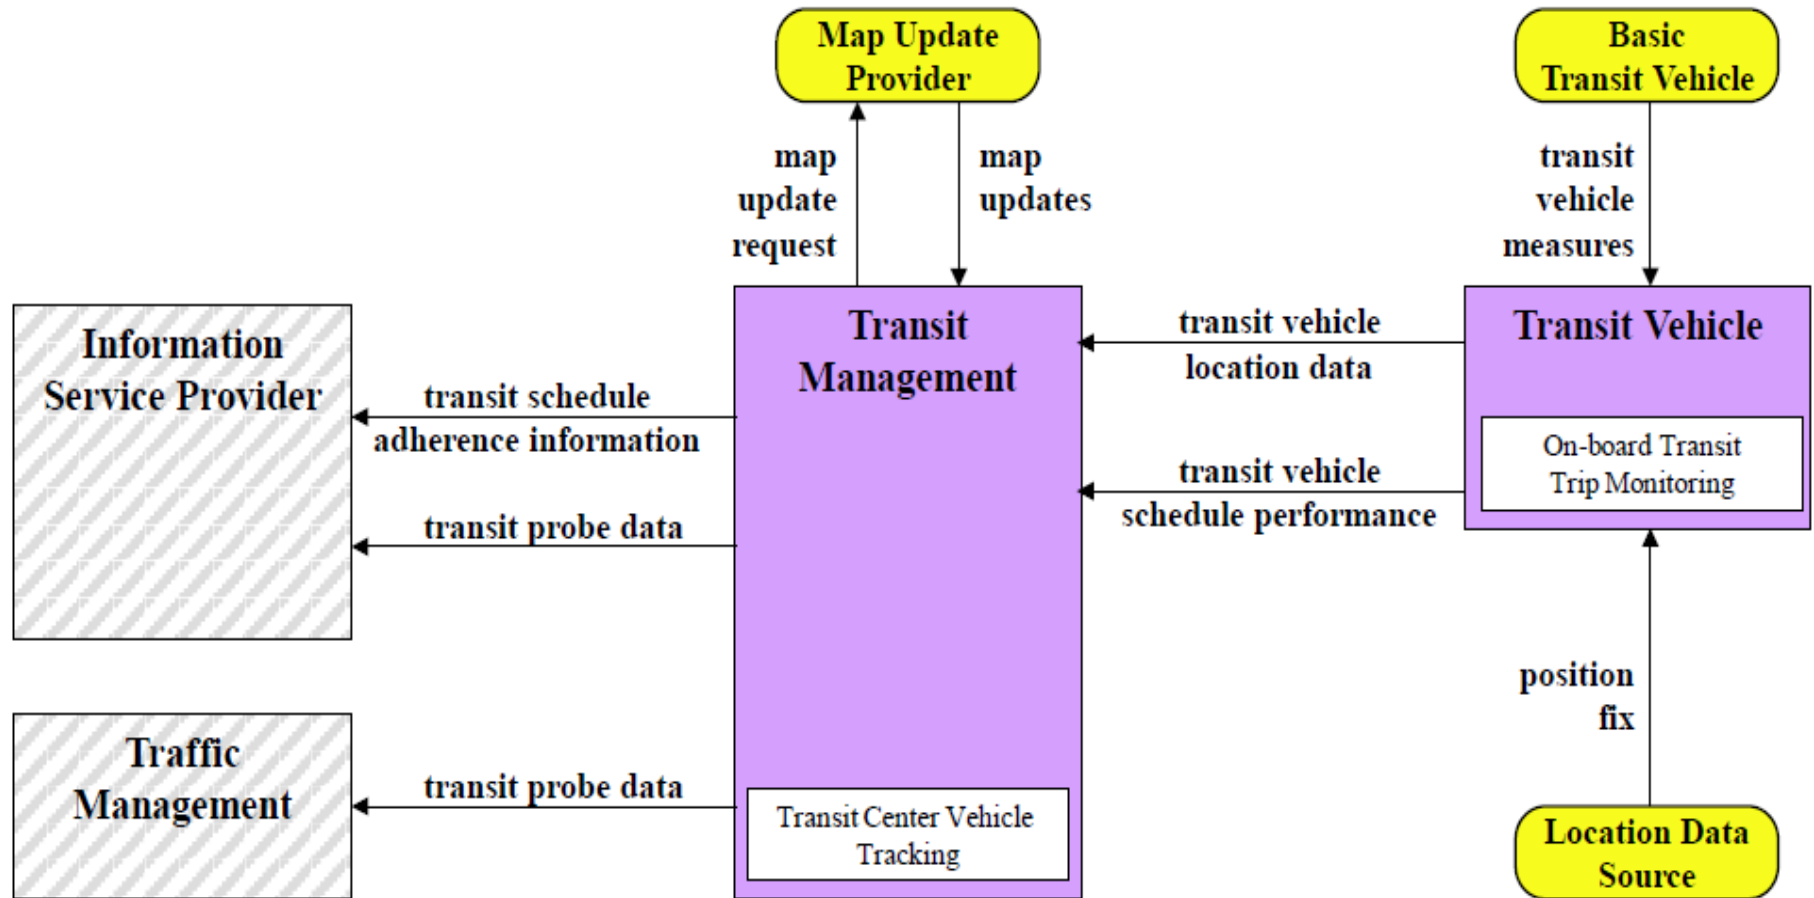 Map Update
Provider
Basic
Transit Vehicle
map
update
request
map
updates
transit
vehicle
measures
Information
Service Provider
transit schedule
adherence information
transit probe data
Transit
Management
transit vehicle
location data
transit vehicle
schedule performance
Transit Vehicle
On-board Transit
Trip Monitoring
position
fix
Traffic
Management
transit probe data
Transit Center Vehicle
Tracking
Location Data
Source